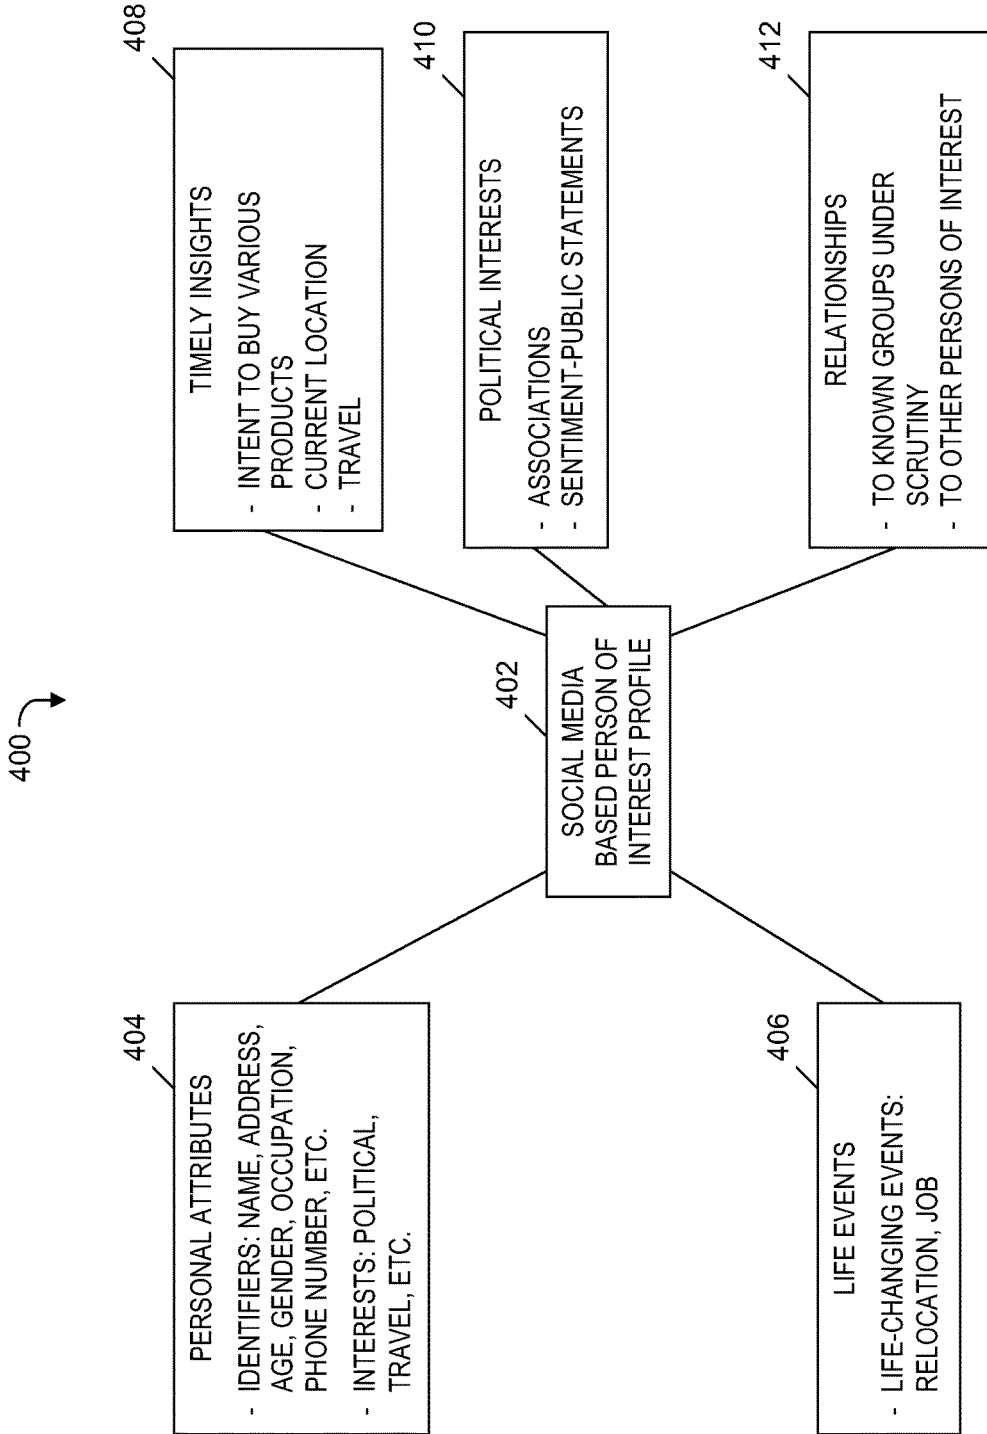 400
404
PERSONAL ATTRIBUTES
- IDENTIFIERS: NAME, ADDRESS,
AGE, GENDER, OCCUPATION,
PHONE NUMBER, ETC.
- INTERESTS: POLITICAL,
TRAVEL, ETC.
406
LIFE EVENTS
- LIFE-CHANGING EVENTS:
RELOCATION, JOB
402
SOCIAL MEDIA
BASED PERSON OF
INTEREST PROFILE
408
TIMELY INSIGHTS
- INTENT TO BUY VARIOUS
PRODUCTS
- CURRENT LOCATION
- TRAVEL
410
POLITICAL INTERESTS
- ASSOCIATIONS
- SENTIMENT-PUBLIC STATEMENTS
412
RELATIONSHIPS
- TO KNOWN GROUPS UNDER
SCRUTINY
- TO OTHER PERSONS OF INTEREST